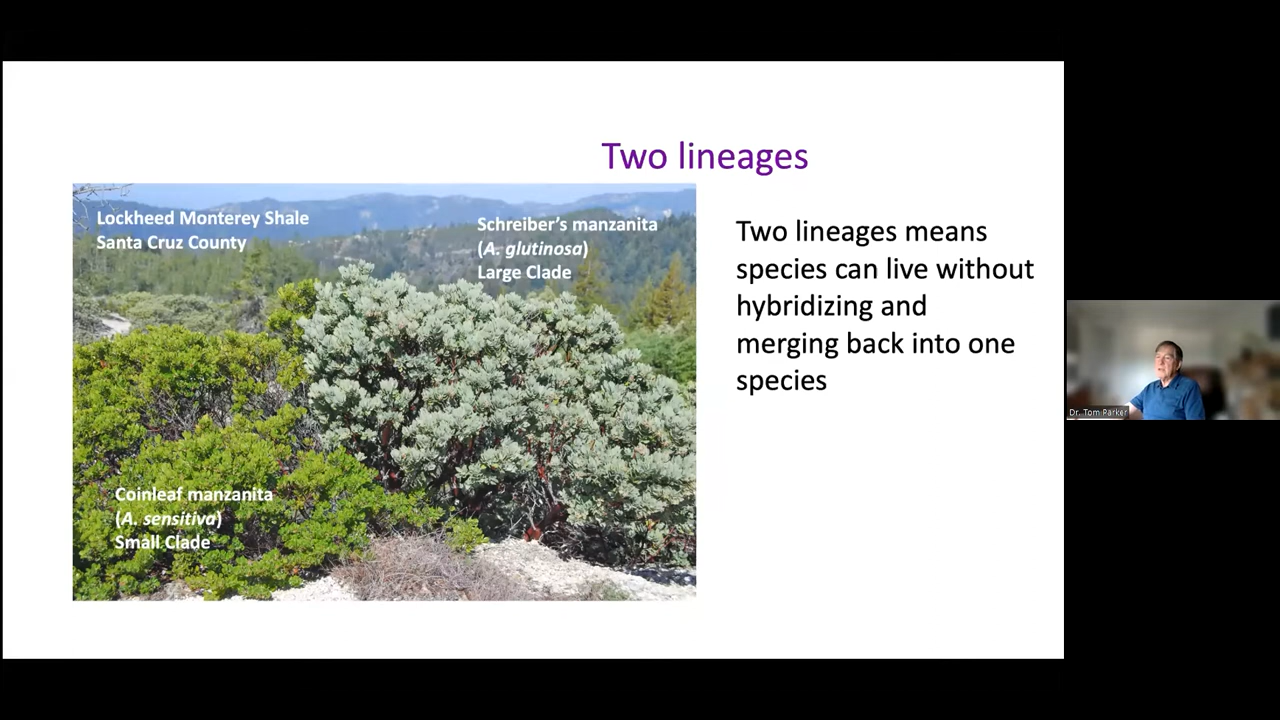 Two lineages
Lockheed Monterey Shale
Santa Cruz County
Schreiber's manzanita
(A. glutinosa)
Large Clade
Coinleaf manzanita
(A. sensitiva)
Small Clade
Two lineages means
species can live without
hybridizing and
merging back into one
species
Dr. Tom Parker